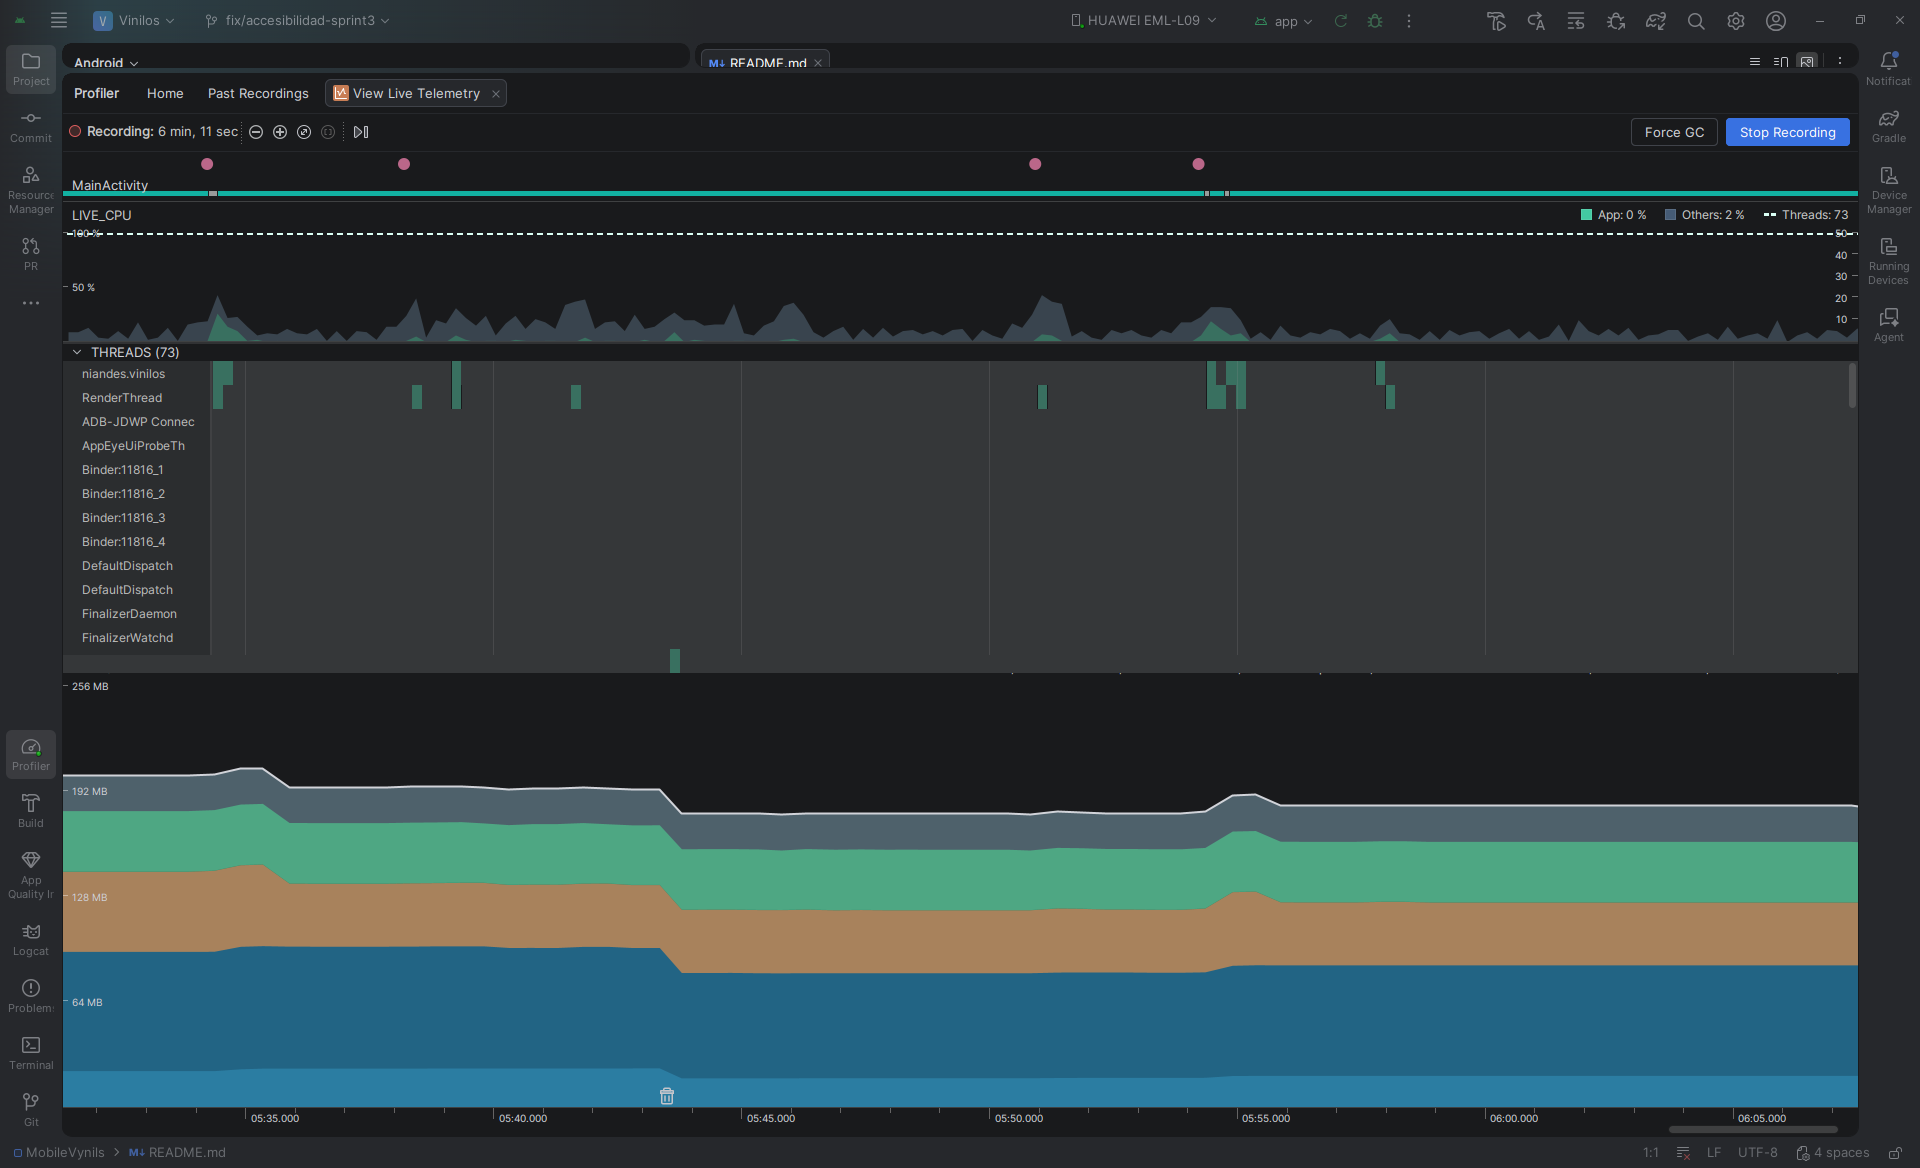 V Vinilos
fix/accesibilidad-sprint3
HUAWEI EML-L09
app
Project
Commit
Resource
Manager
PR
Profiler
Build
App
Quality In
Logcat
Problems
Terminal
Git
Android
M↓ README.md
Profiler Home Past Recordings View Live Telemetry
Recording: 6 min, 11 sec
Force GC Stop Recording
MainActivity
LIVE_CPU
App: 0 % Others: 2 % Threads: 73
100 % 50
40
50 % 30
20
10
THREADS (73)
niandes.vinilos
RenderThread
ADB-JDWP Connec
AppEyeUiProbeTh
Binder:11816_1
Binder:11816_2
Binder:11816_3
Binder:11816_4
DefaultDispatch
DefaultDispatch
FinalizerDaemon
FinalizerWatchd
256 MB
192 MB
128 MB
64 MB
05:35.000 05:40.000 05:45.000 05:50.000 05:55.000 06:00.000 06:05.000
Notificat
Gradle
Device
Manager
Running
Devices
Agent
MobileVynils > M↓ README.md
1:1 LF UTF-8 4 spaces